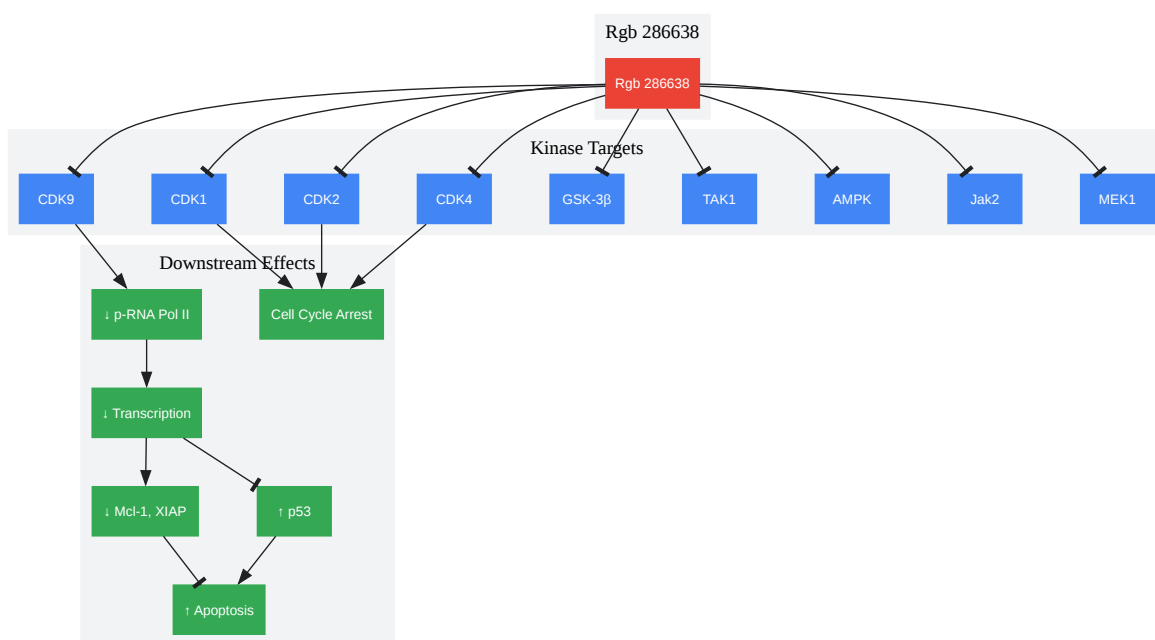 Rgb 286638
Rgb 286638
Kinase Targets
CDK9
CDK1
CDK2
CDK4
GSK-3β
TAK1
AMPK
Jak2
MEK1
Downstream Effects
↓ p-RNA Pol II
Cell Cycle Arrest
↓ Transcription
↓ Mcl-1, XIAP
↑ p53
↑ Apoptosis